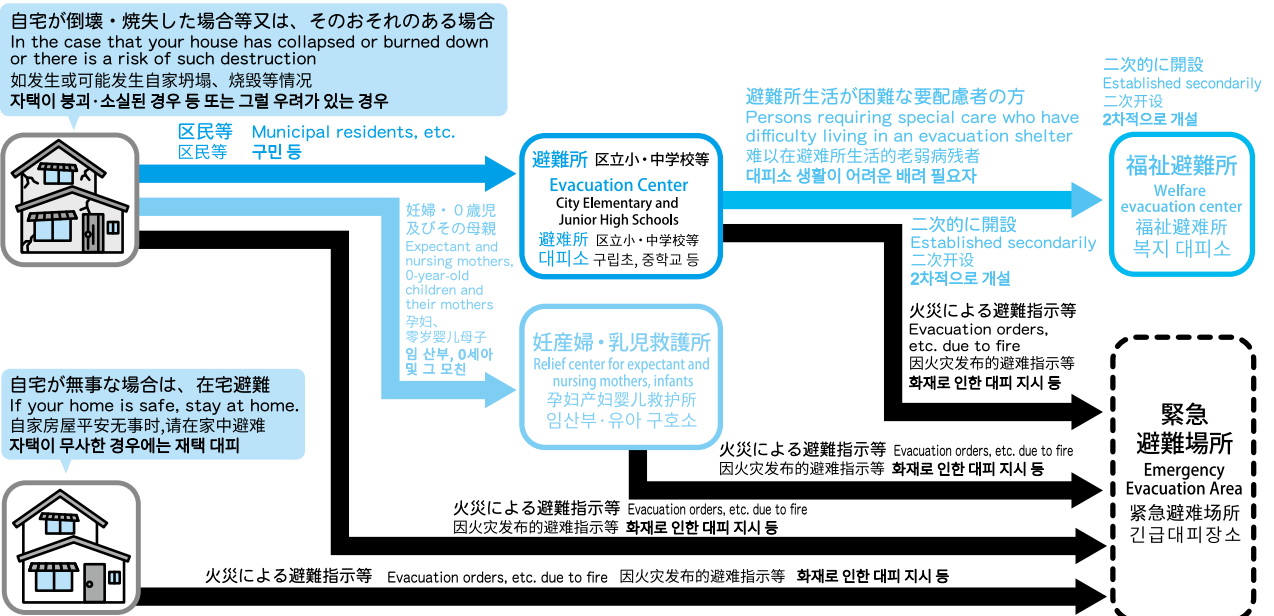 自宅が倒壊・焼失した場合等又は、そのおそれのある場合
In the case that your house has collapsed or burned down
or there is a risk of such destruction
如发生或可能发生自家坍塌、烧毁等情况
자택이 붕괴·소실된 경우 등 또는 그럴 우려가 있는 경우
区民等 Municipal residents, etc.
区民等 구민 등
避難所 区立小・中学校等
Evacuation Center
City Elementary and
Junior High Schools
避难所 区立小・中学校等
대피소 구립초, 중학교 등
避難所生活が困難な要配慮者の方
Persons requiring special care who have
difficulty living in an evacuation shelter
难以在避难所生活的老弱病残者
대피소 생활이 어려운 배려 필요자
二次的に開設
Established secondarily
二次开设
2차적으로 개설
福祉避難所
Welfare
evacuation center
福祉避难所
복지 대피소
二次的に開設
Established secondarily
二次开设
2차적으로 개설
妊婦・０歳児
及びその母親
Expectant and
nursing mothers,
0-year-old
children and
their mothers
孕妇、
零岁婴儿母子
임 산부, 0세아
및 그 모친
妊産婦・乳児救護所
Relief center for expectant and
nursing mothers, infants
孕妇产妇婴儿救护所
임산부·유아 구호소
火災による避難指示等
Evacuation orders,
etc. due to fire
因火灾发布的避难指示等
화재로 인한 대피 지시 등
自宅が無事な場合は、在宅避難
If your home is safe, stay at home.
自家房屋平安无事时,请在家中避难
자택이 무사한 경우에는 재택 대피
火災による避難指示等 Evacuation orders, etc. due to fire
因火灾发布的避难指示等 화재로 인한 대피 지시 등
火災による避難指示等 Evacuation orders, etc. due to fire
因火灾发布的避难指示等 화재로 인한 대피 지시 등
火災による避難指示等 Evacuation orders, etc. due to fire 因火灾发布的避难指示等 화재로 인한 대피 지시 등
緊急
避難場所
Emergency
Evacuation Area
紧急避难场所
긴급대피장소